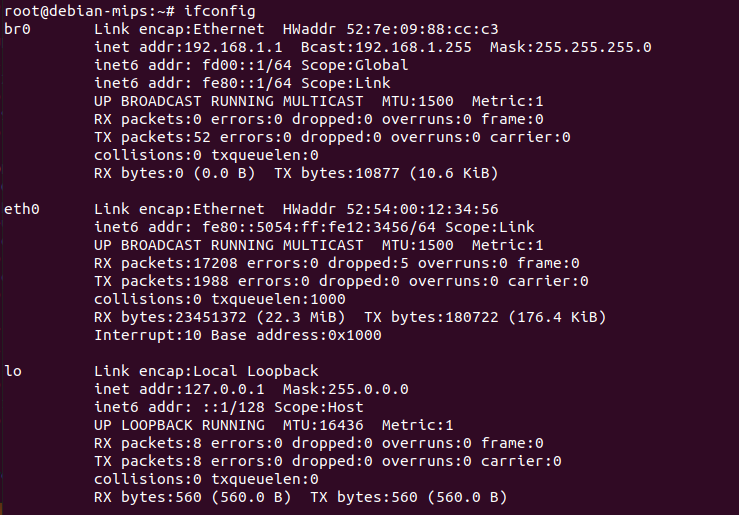 root@debian-mips:~# ifconfig
br0       Link encap:Ethernet  HWaddr 52:7e:09:88:cc:c3
          inet addr:192.168.1.1  Bcast:192.168.1.255  Mask:255.255.255.0
          inet6 addr: fd00::1/64 Scope:Global
          inet6 addr: fe80::1/64 Scope:Link
          UP BROADCAST RUNNING MULTICAST  MTU:1500  Metric:1
          RX packets:0 errors:0 dropped:0 overruns:0 frame:0
          TX packets:52 errors:0 dropped:0 overruns:0 carrier:0
          collisions:0 txqueuelen:0
          RX bytes:0 (0.0 B)  TX bytes:10877 (10.6 KiB)

eth0      Link encap:Ethernet  HWaddr 52:54:00:12:34:56
          inet6 addr: fe80::5054:ff:fe12:3456/64 Scope:Link
          UP BROADCAST RUNNING MULTICAST  MTU:1500  Metric:1
          RX packets:17208 errors:0 dropped:5 overruns:0 frame:0
          TX packets:1988 errors:0 dropped:0 overruns:0 carrier:0
          collisions:0 txqueuelen:1000
          RX bytes:23451372 (22.3 MiB)  TX bytes:180722 (176.4 KiB)
          Interrupt:10 Base address:0x1000

lo        Link encap:Local Loopback
          inet addr:127.0.0.1  Mask:255.0.0.0
          inet6 addr: ::1/128 Scope:Host
          UP LOOPBACK RUNNING  MTU:16436  Metric:1
          RX packets:8 errors:0 dropped:0 overruns:0 frame:0
          TX packets:8 errors:0 dropped:0 overruns:0 carrier:0
          collisions:0 txqueuelen:0
          RX bytes:560 (560.0 B)  TX bytes:560 (560.0 B)